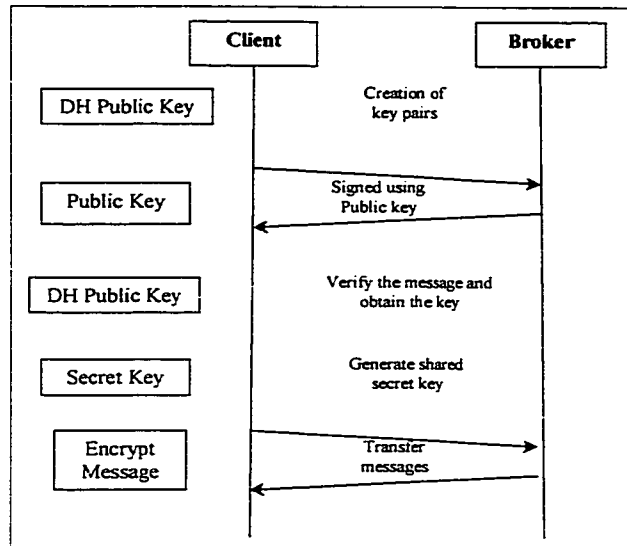 Client
Broker
DH Public Key
Creation of
key pairs
Public Key
Signed using
Public key
DH Public Key
Verify the message and
obtain the key
Secret Key
Generate shared
secret key
Encrypt
Message
Transfer
messages